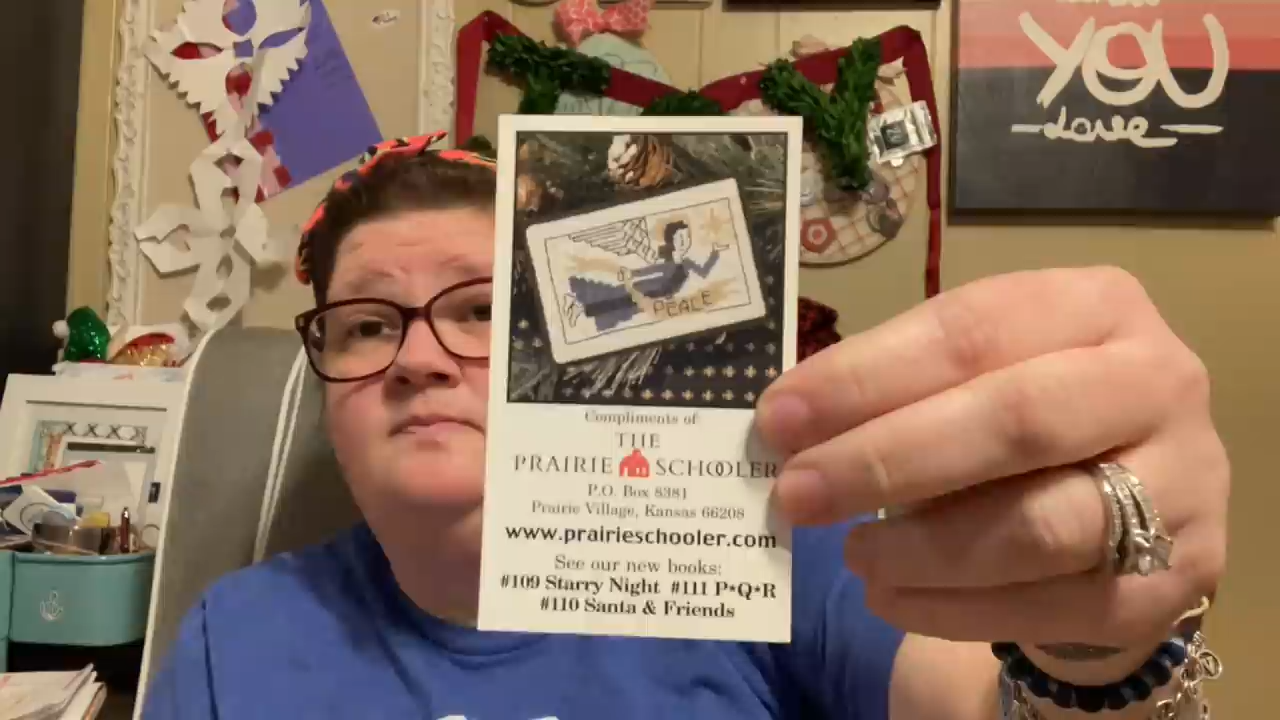 YOU
Love
PEACE
Compliments of
THE
PRAIRIE SCHOOLER
P.O. Box 8381
Prairie Village, Kansas 66208
www.prairieschooler.com
See our new books:
#109 Starry Night #111 P*Q*R
#110 Santa & Friends